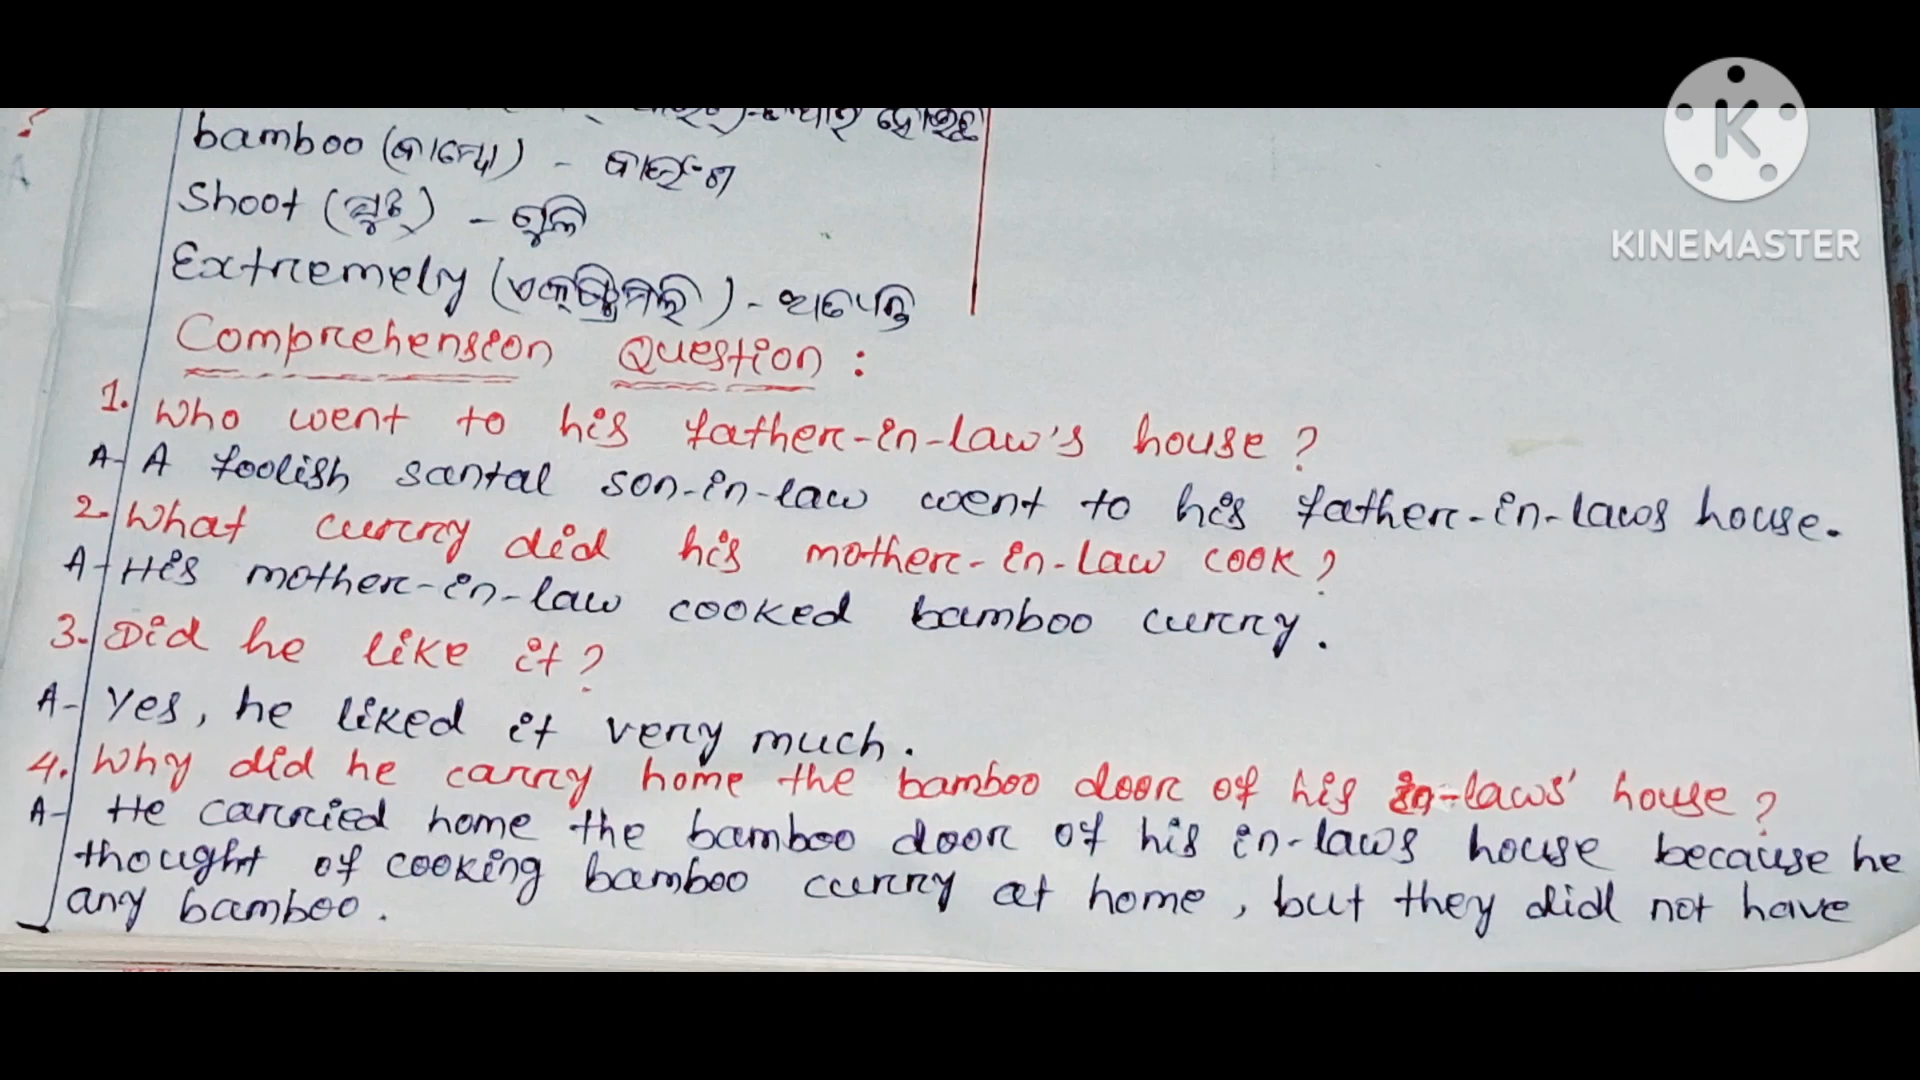 bamboo (ବାମ୍ବୋ) - ବାଉଁଶ
Shoot (ଷୁଟ୍) - ଗୁଳି
Extremely (ଏକ୍‌ଷ୍ଟ୍ରିମଲି) - ଅତ୍ୟନ୍ତ
Comprehension Question :
1. Who went to his father-in-law's house ?
A- A foolish santal son-in-law went to his father-in-laws house.
2. What curry did his mother-in-law cook ?
A- His mother-in-law cooked bamboo curry.
3. Did he like it ?
A- Yes, he liked it very much.
4. Why did he carry home the bamboo door of his in-laws' house ?
A- He carried home the bamboo door of his in-laws house because he
thought of cooking bamboo curry at home, but they did not have
any bamboo.
K
KINEMASTER